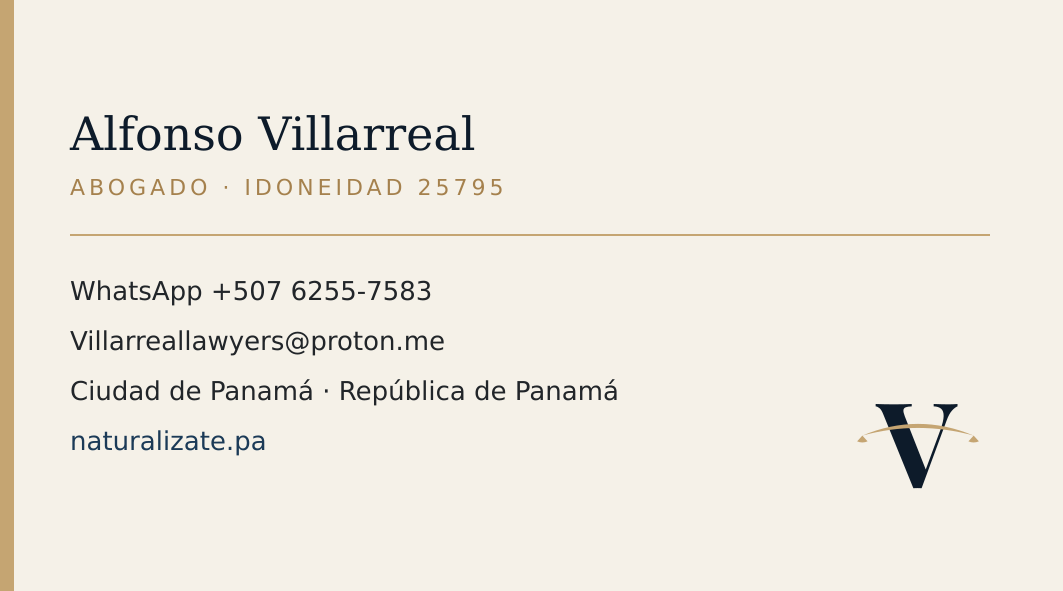 Alfonso Villarreal
ABOGADO · IDONEIDAD 25795
WhatsApp +507 6255-7583
Villarreallawyers@proton.me
Ciudad de Panamá · República de Panamá
naturalizate.pa
V